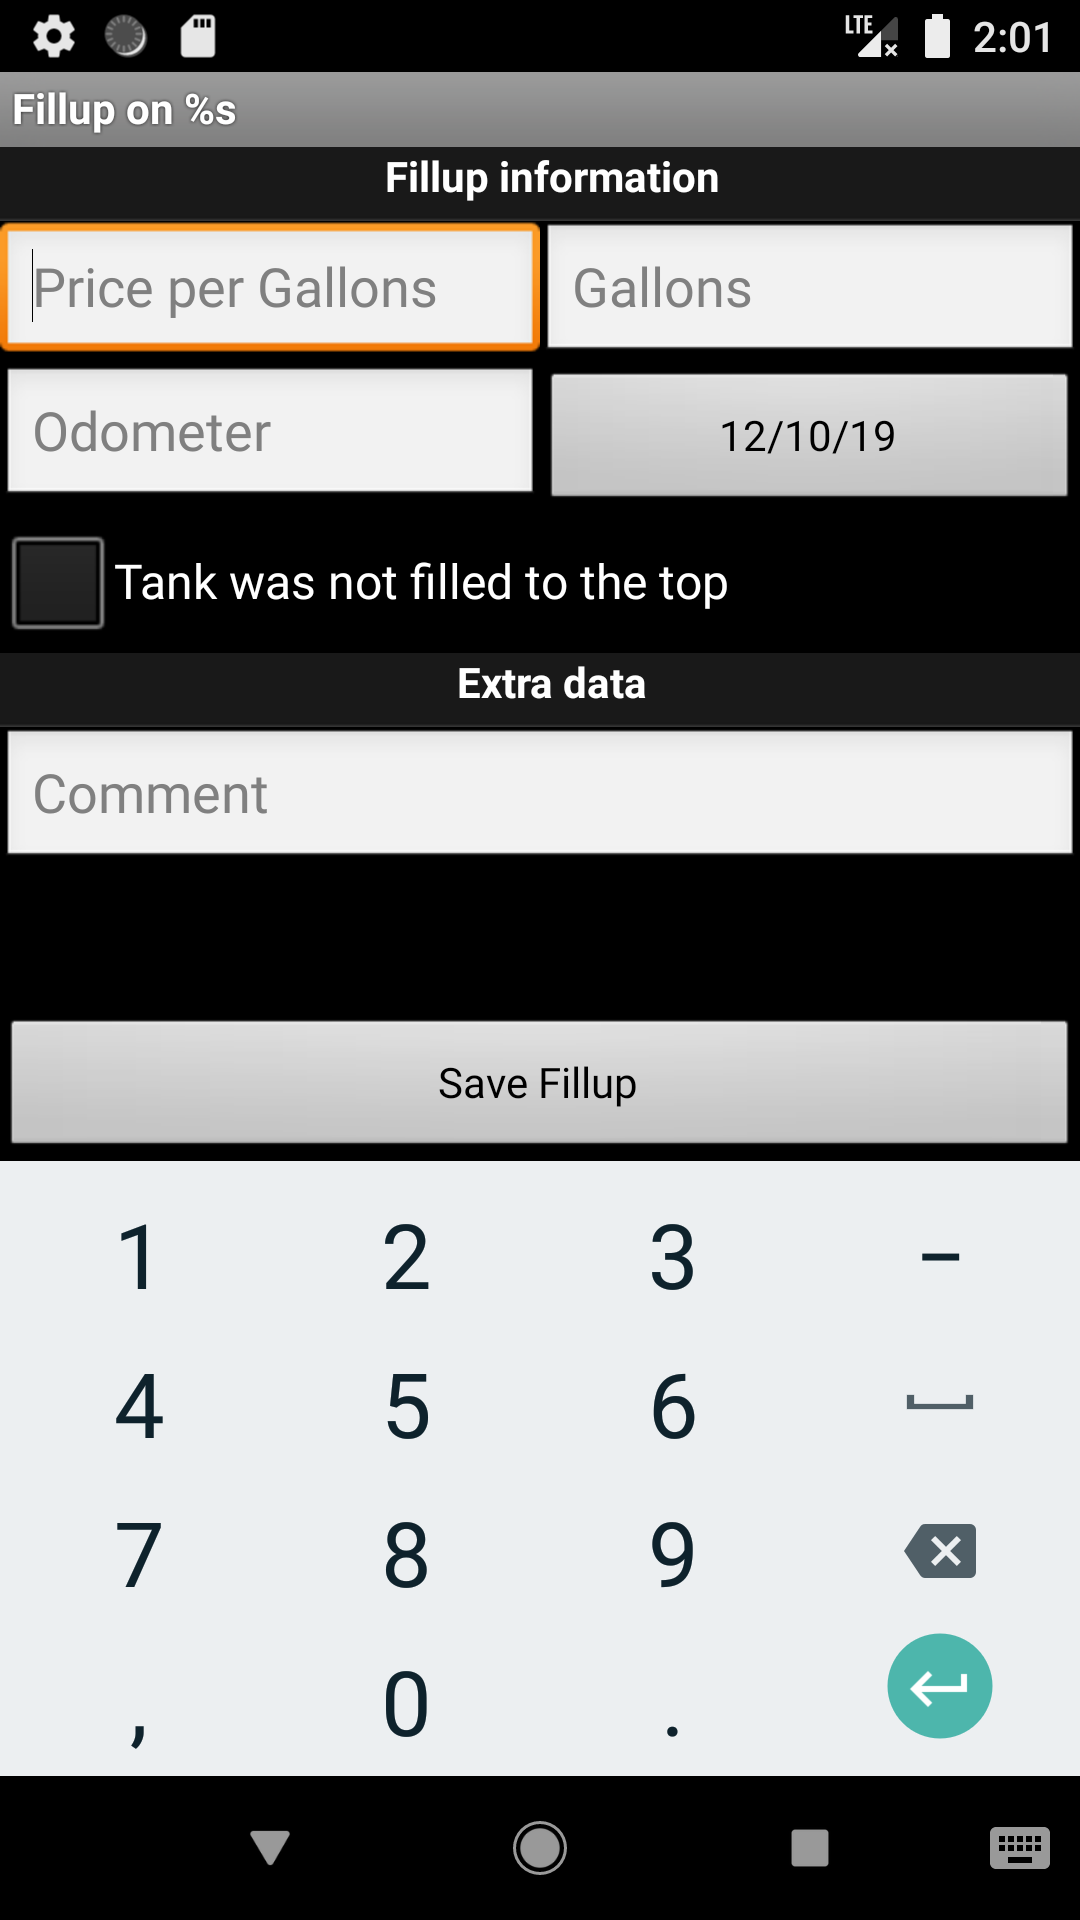 LTE 2:01
Fillup on %s
Fillup information
Price per Gallons Gallons
Odometer 12/10/19
Tank was not filled to the top
Extra data
Comment
Save Fillup
1 2 3 –
4 5 6
7 8 9
, 0 .